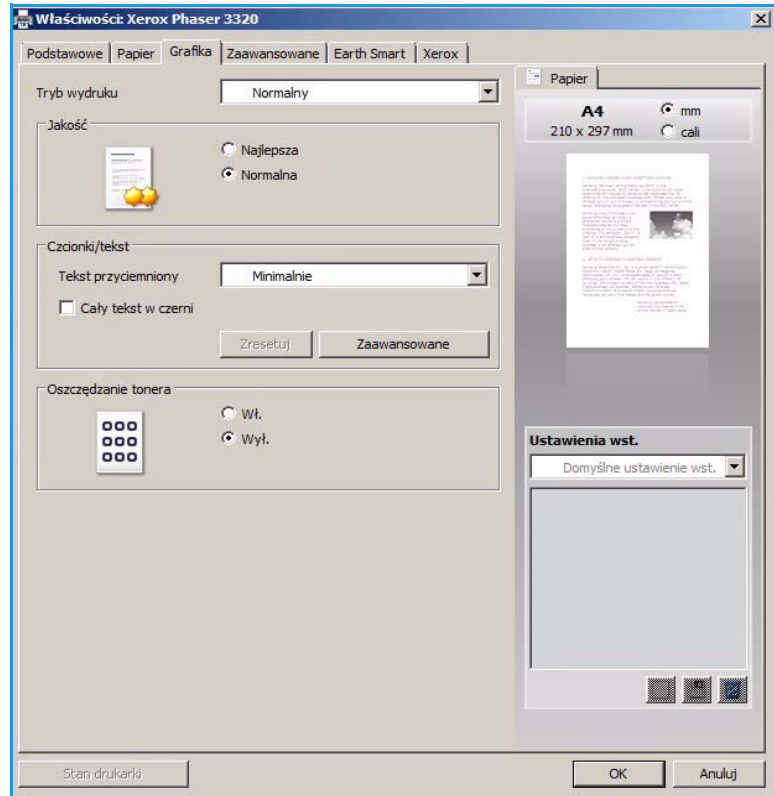 Właściwości: Xerox Phaser 3320
Podstawowe Papier Grafika Zaawansowane Earth Smart Xerox
Tryb wydruku Normalny
Jakość
Najlepsza
Normalna
Czcionki/tekst
Tekst przyciemniony Minimalnie
Cały tekst w czerni
Zresetuj Zaawansowane
Oszczędzanie tonera
Wł.
Wył.
Papier
A4 mm
210 x 297 mm cali
Ustawienia wst.
Domyślne ustawienie wst.
Stan drukarki OK Anuluj